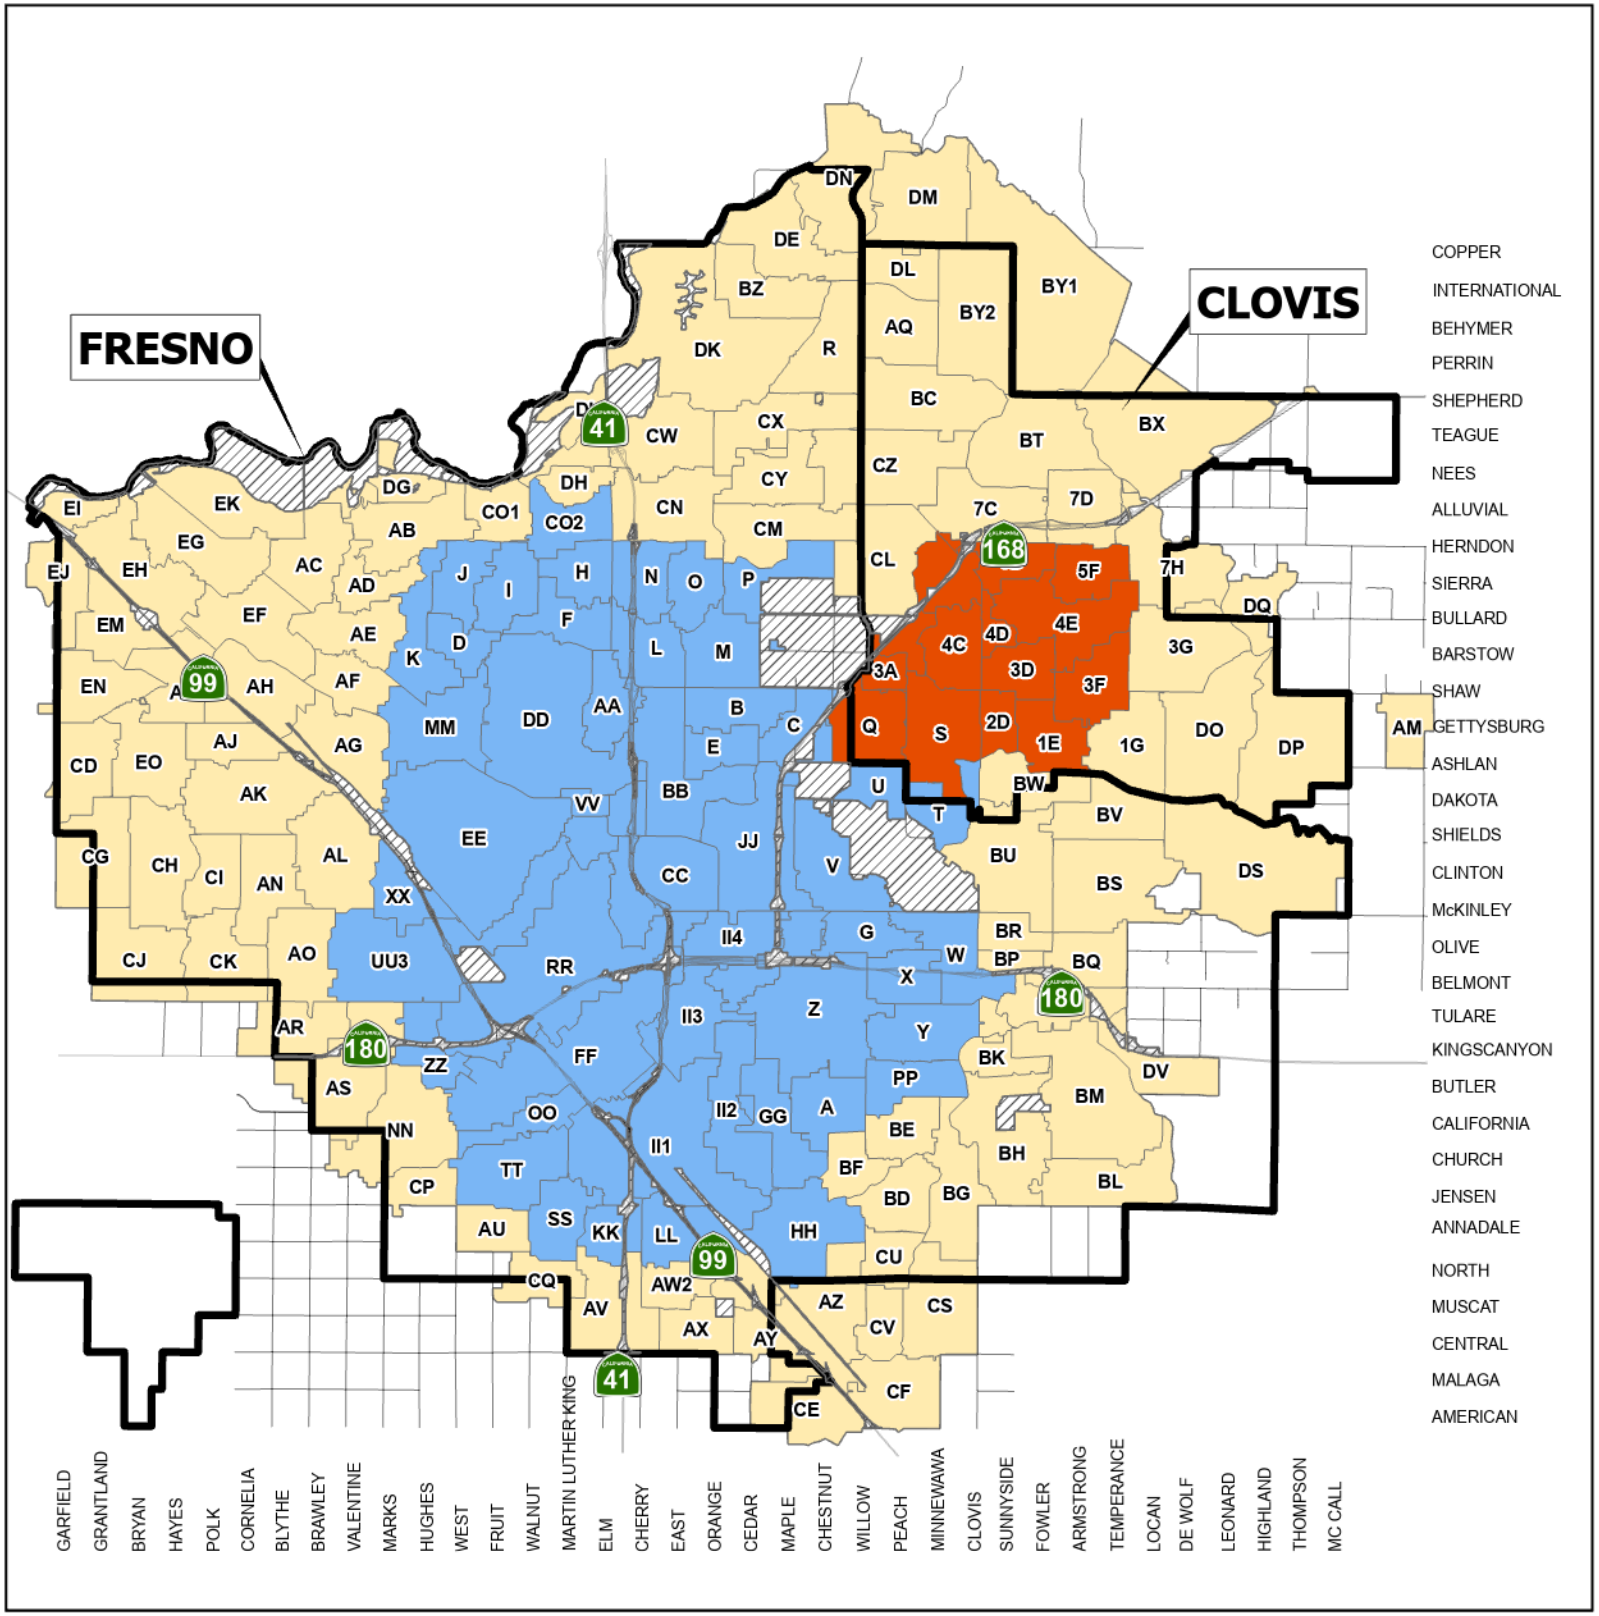 DN
DM
DE
COPPER
DL
INTERNATIONAL
BZ
BY1
CLOVIS
BY2
AQ
BEHYMER
FRESNO
DK
R
PERRIN
BC
SHEPHERD
CALIFORNIA
41
CW
CX
BT
BX
TEAGUE
CZ
NEES
DH
CY
DG
EI
EK
CO1
CN
7C
7D
ALLUVIAL
AB
CO2
CM
EG
CALIFORNIA
168
HERNDON
CL
EJ
EH
AC
J
H
N
O
P
5F
7H
SIERRA
AD
I
DQ
EM
EF
F
BULLARD
AE
D
4C
4D
4E
K
L
M
3G
BARSTOW
EN
CALIFORNIA
99
AH
AF
3A
3D
3F
SHAW
MM
DD
AA
B
C
Q
S
2D
1E
1G
DO
DP
AM
GETTYSBURG
AJ
AG
E
CD
EO
ASHLAN
AK
VV
BB
U
BW
DAKOTA
T
BV
EE
JJ
SHIELDS
CG
CH
CI
AN
AL
CC
V
BU
BS
DS
CLINTON
XX
McKINLEY
II4
G
BR
OLIVE
CJ
CK
AO
UU3
RR
W
BP
BQ
X
BELMONT
CALIFORNIA
180
AR
II3
Z
Y
TULARE
CALIFORNIA
180
ZZ
FF
BK
KINGSCANYON
DV
AS
PP
BUTLER
OO
II2
GG
A
BM
NN
BE
CALIFORNIA
II1
BH
CHURCH
TT
BF
CP
BD
BG
BL
JENSEN
AU
SS
KK
LL
HH
ANNADALE
CALIFORNIA
99
CU
NORTH
CQ
AW2
AV
AZ
CS
MUSCAT
AX
AY
CV
CENTRAL
CALIFORNIA
41
CF
MALAGA
CE
AMERICAN
GARFIELD
GRANTLAND
BRYAN
HAYES
POLK
CORNELIA
BLYTHE
BRAWLEY
VALENTINE
MARKS
HUGHES
WEST
FRUIT
WALNUT
MARTIN LUTHER KING
ELM
CHERRY
EAST
ORANGE
CEDAR
MAPLE
CHESTNUT
WILLOW
PEACH
MINNEWAWA
CLOVIS
SUNNYSIDE
FOWLER
ARMSTRONG
TEMPERANCE
LOCAN
DE WOLF
LEONARD
HIGHLAND
THOMPSON
MC CALL